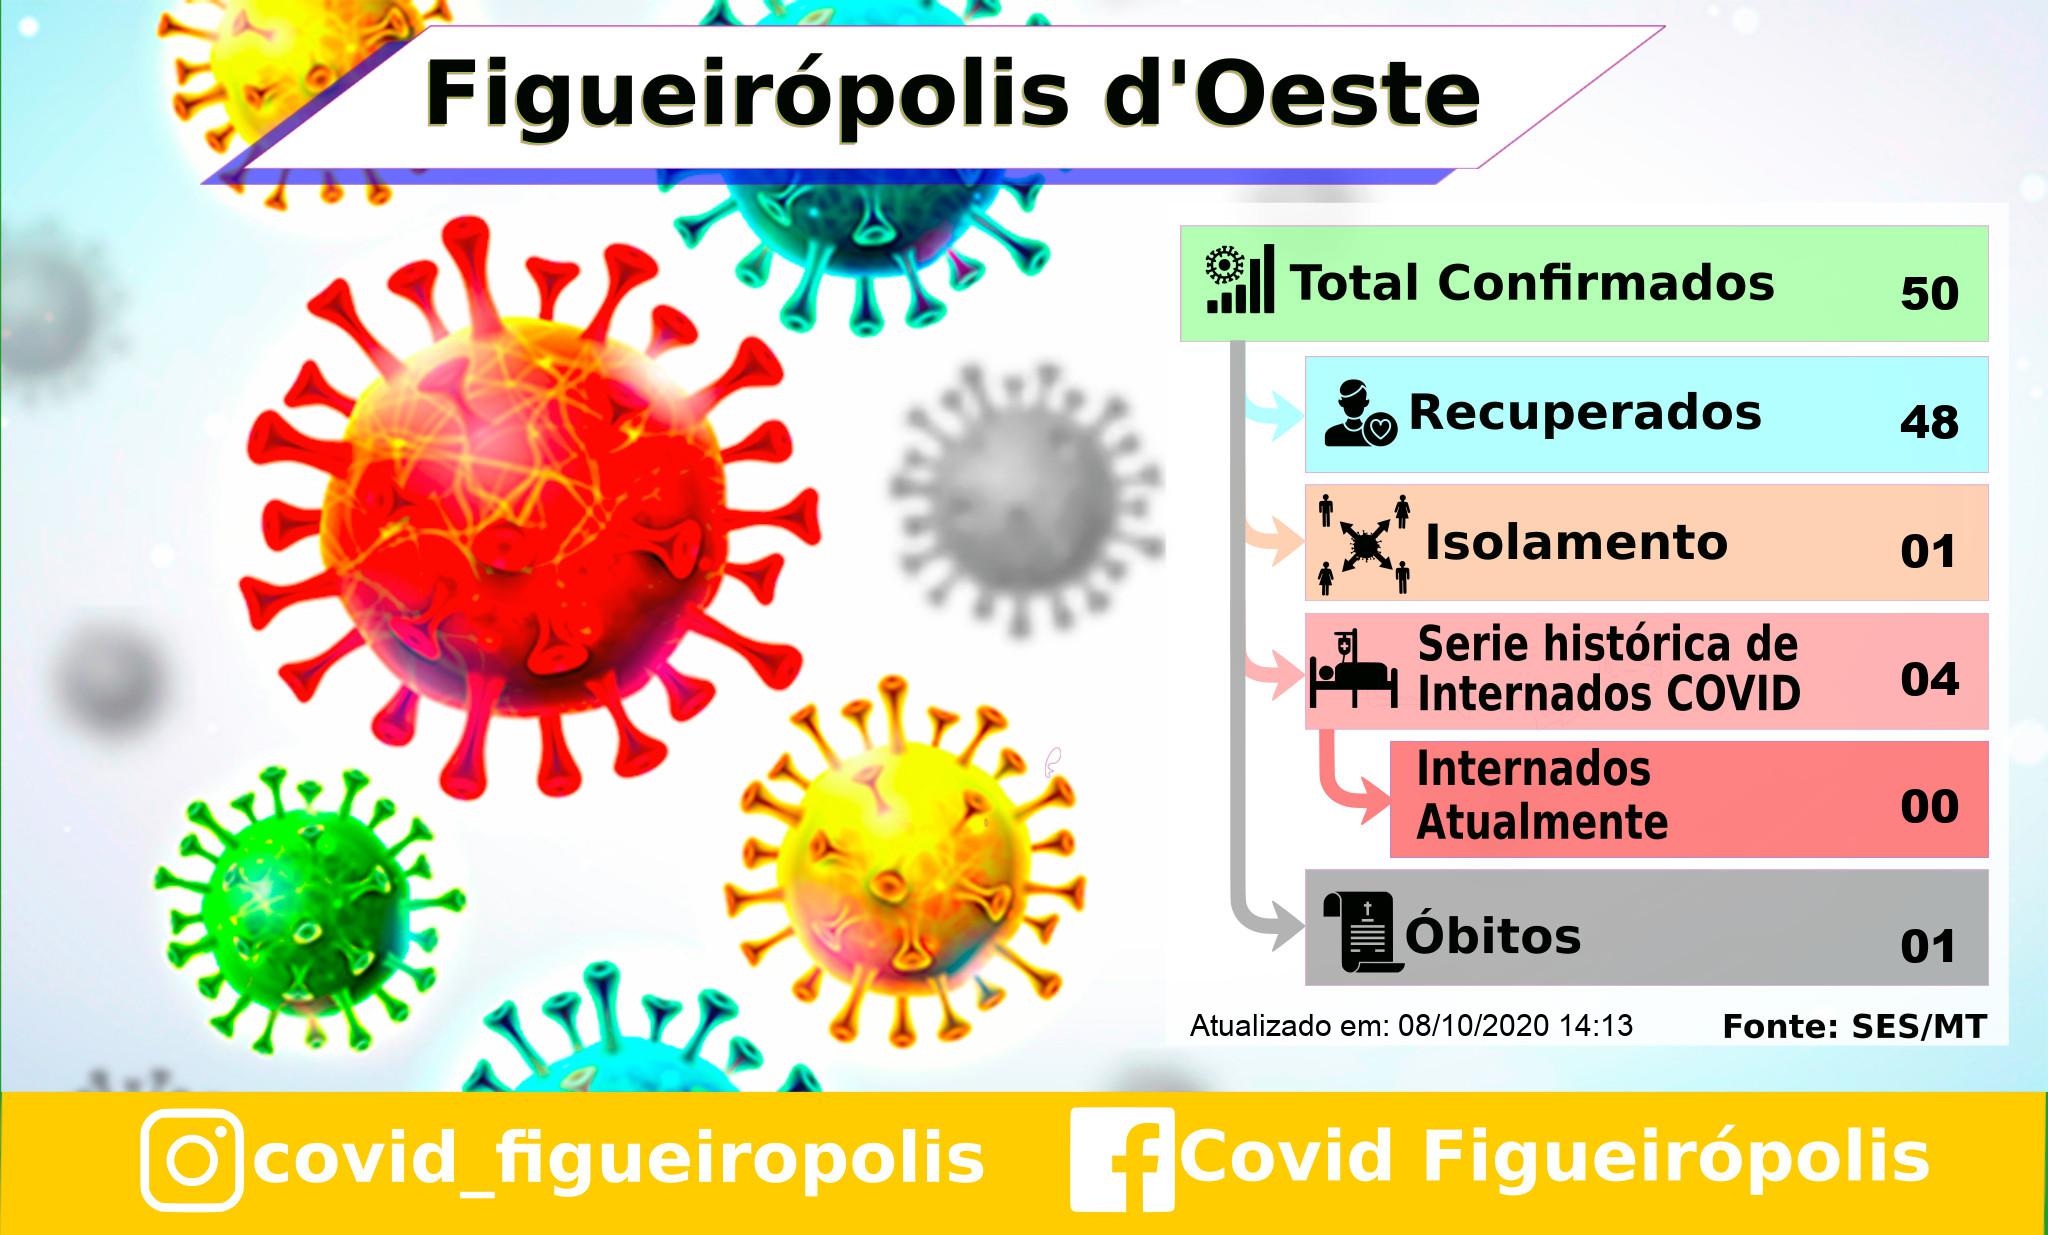 Figueirópolis d'Oeste
Total Confirmados 50
Recuperados 48
Isolamento 01
Serie histórica de
Internados COVID 04
Internados
Atualmente 00
Óbitos 01
Atualizado em: 08/10/2020 14:13 Fonte: SES/MT
covid_figueiropolis Covid Figueirópolis